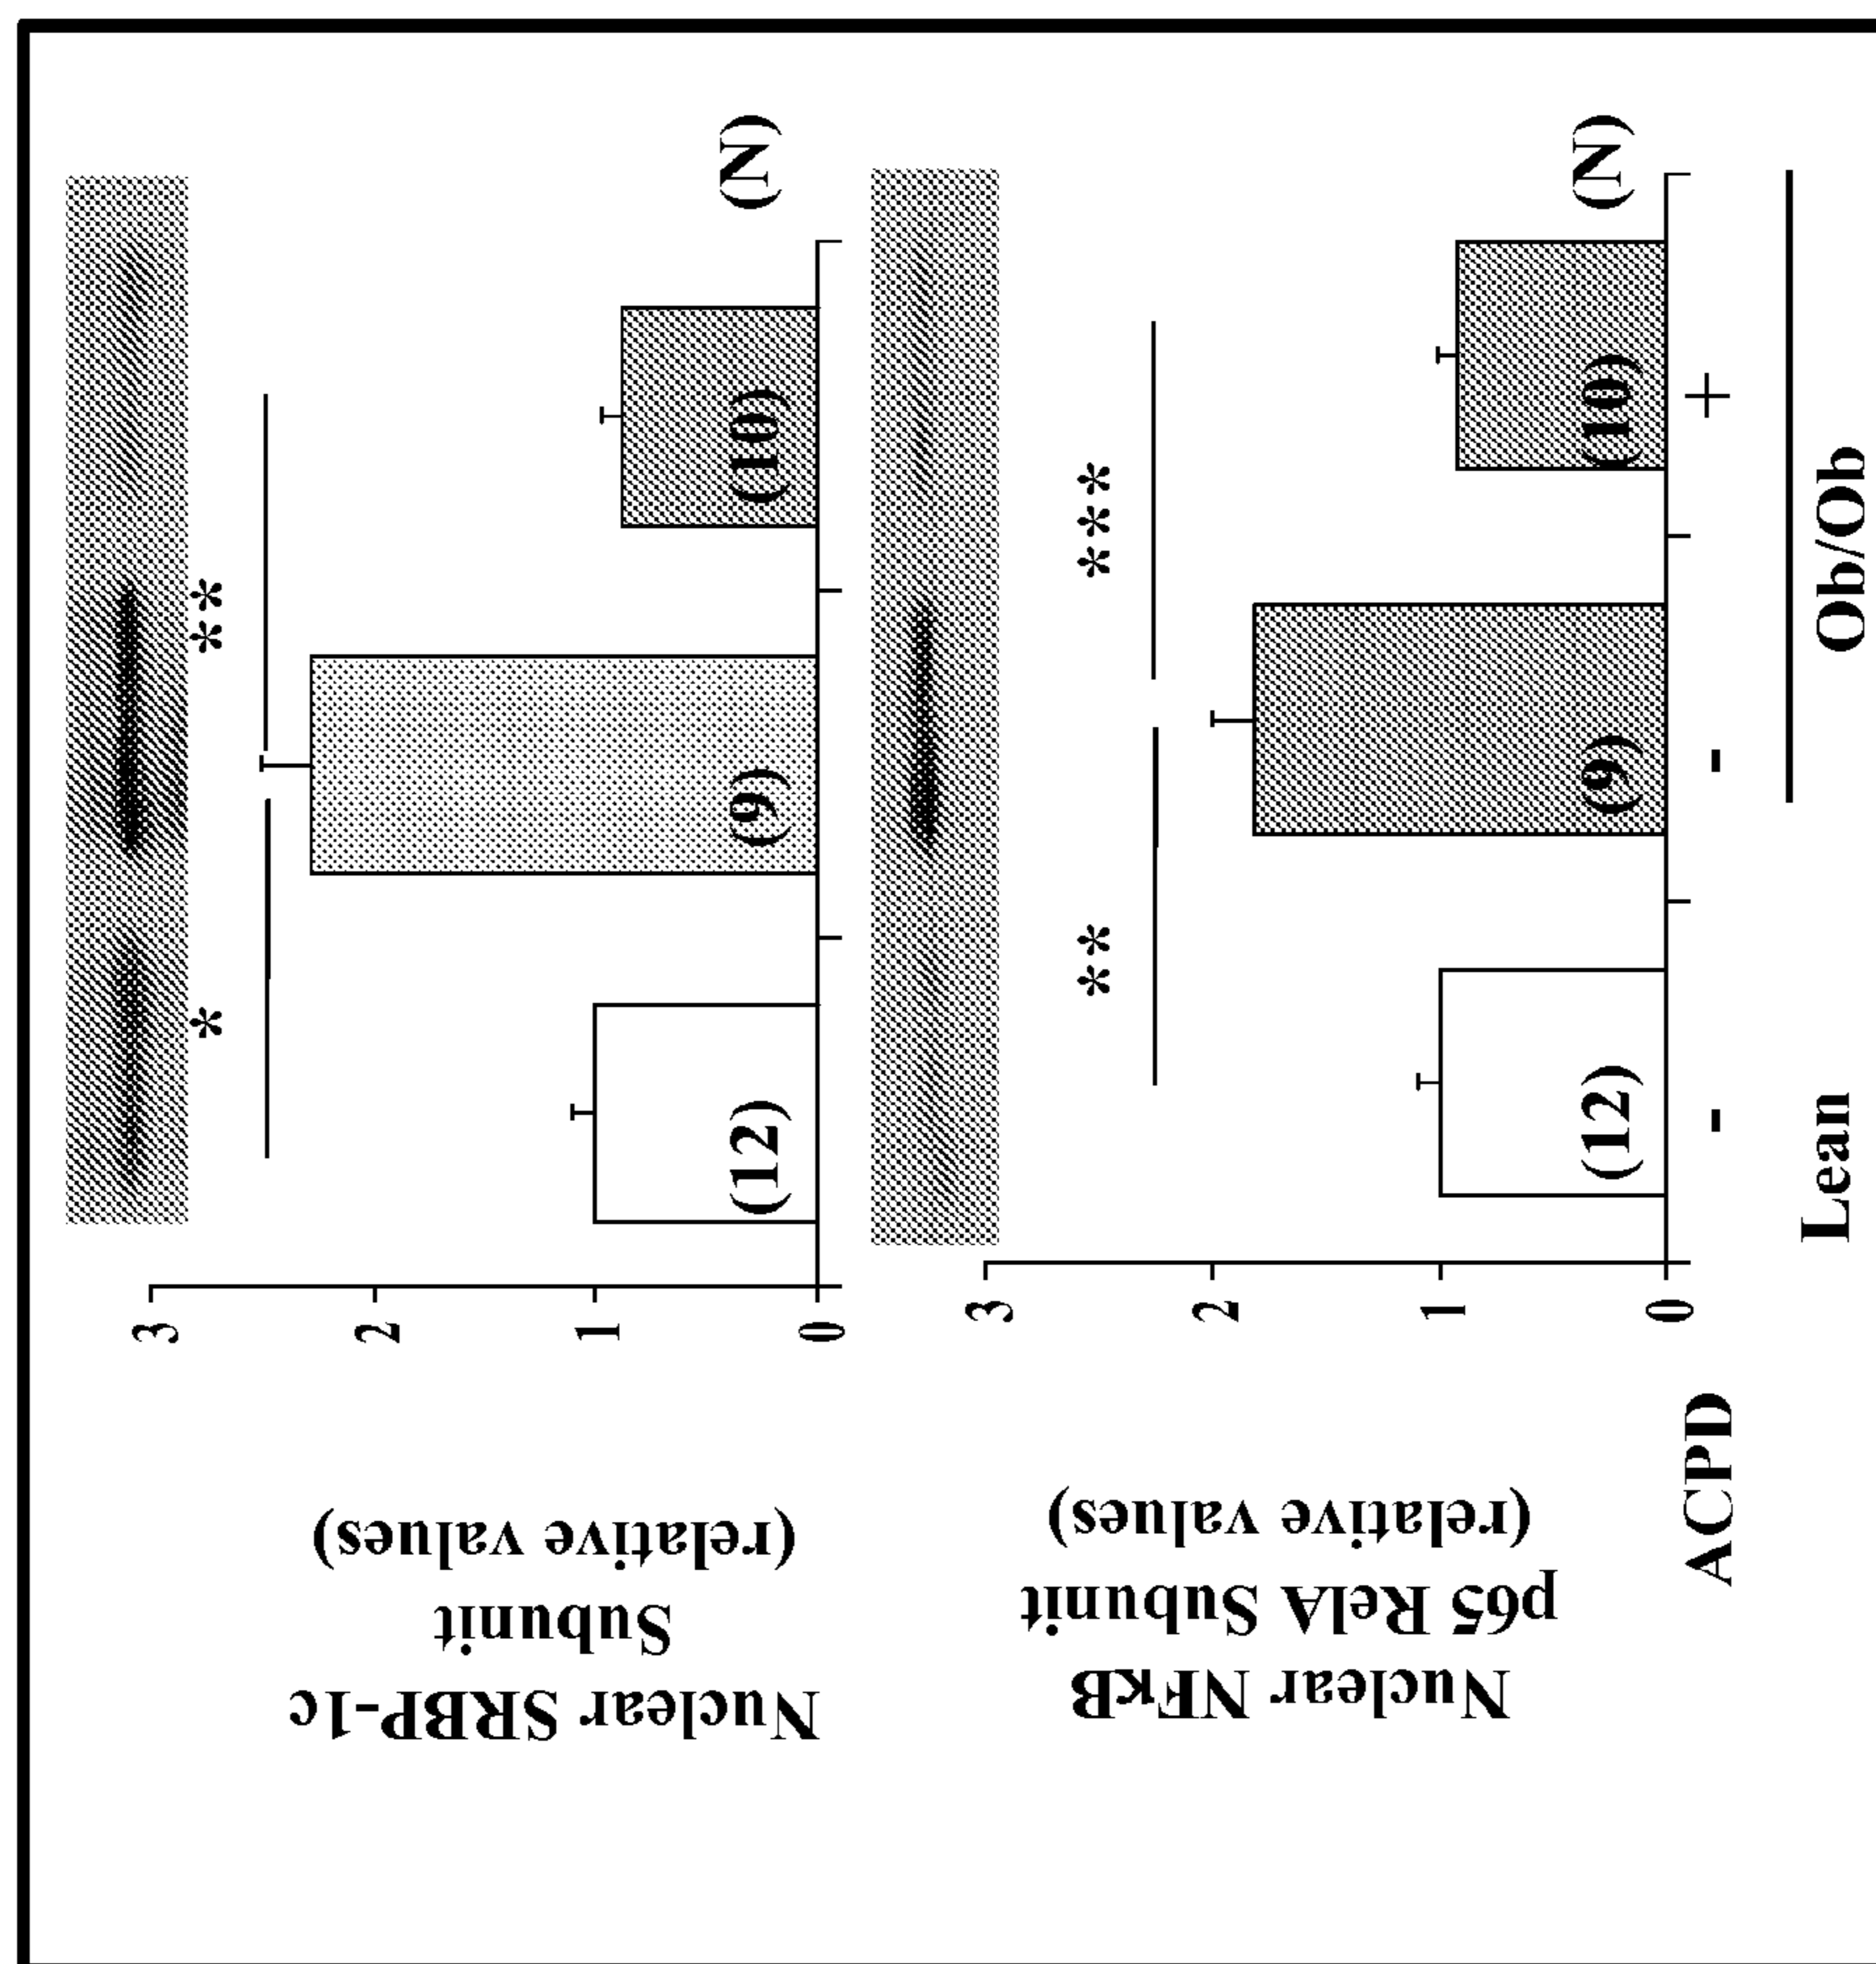 Nuclear SRBP-1c
Subunit
(relative values)
3
2
1
0
*
**
(12)
(9)
(10)
(N)
Nuclear NFκB
p65 RelA Subunit
(relative values)
3
2
1
0
**
***
(12)
(9)
(10)
(N)
ACPD - - +
Lean Ob/Ob